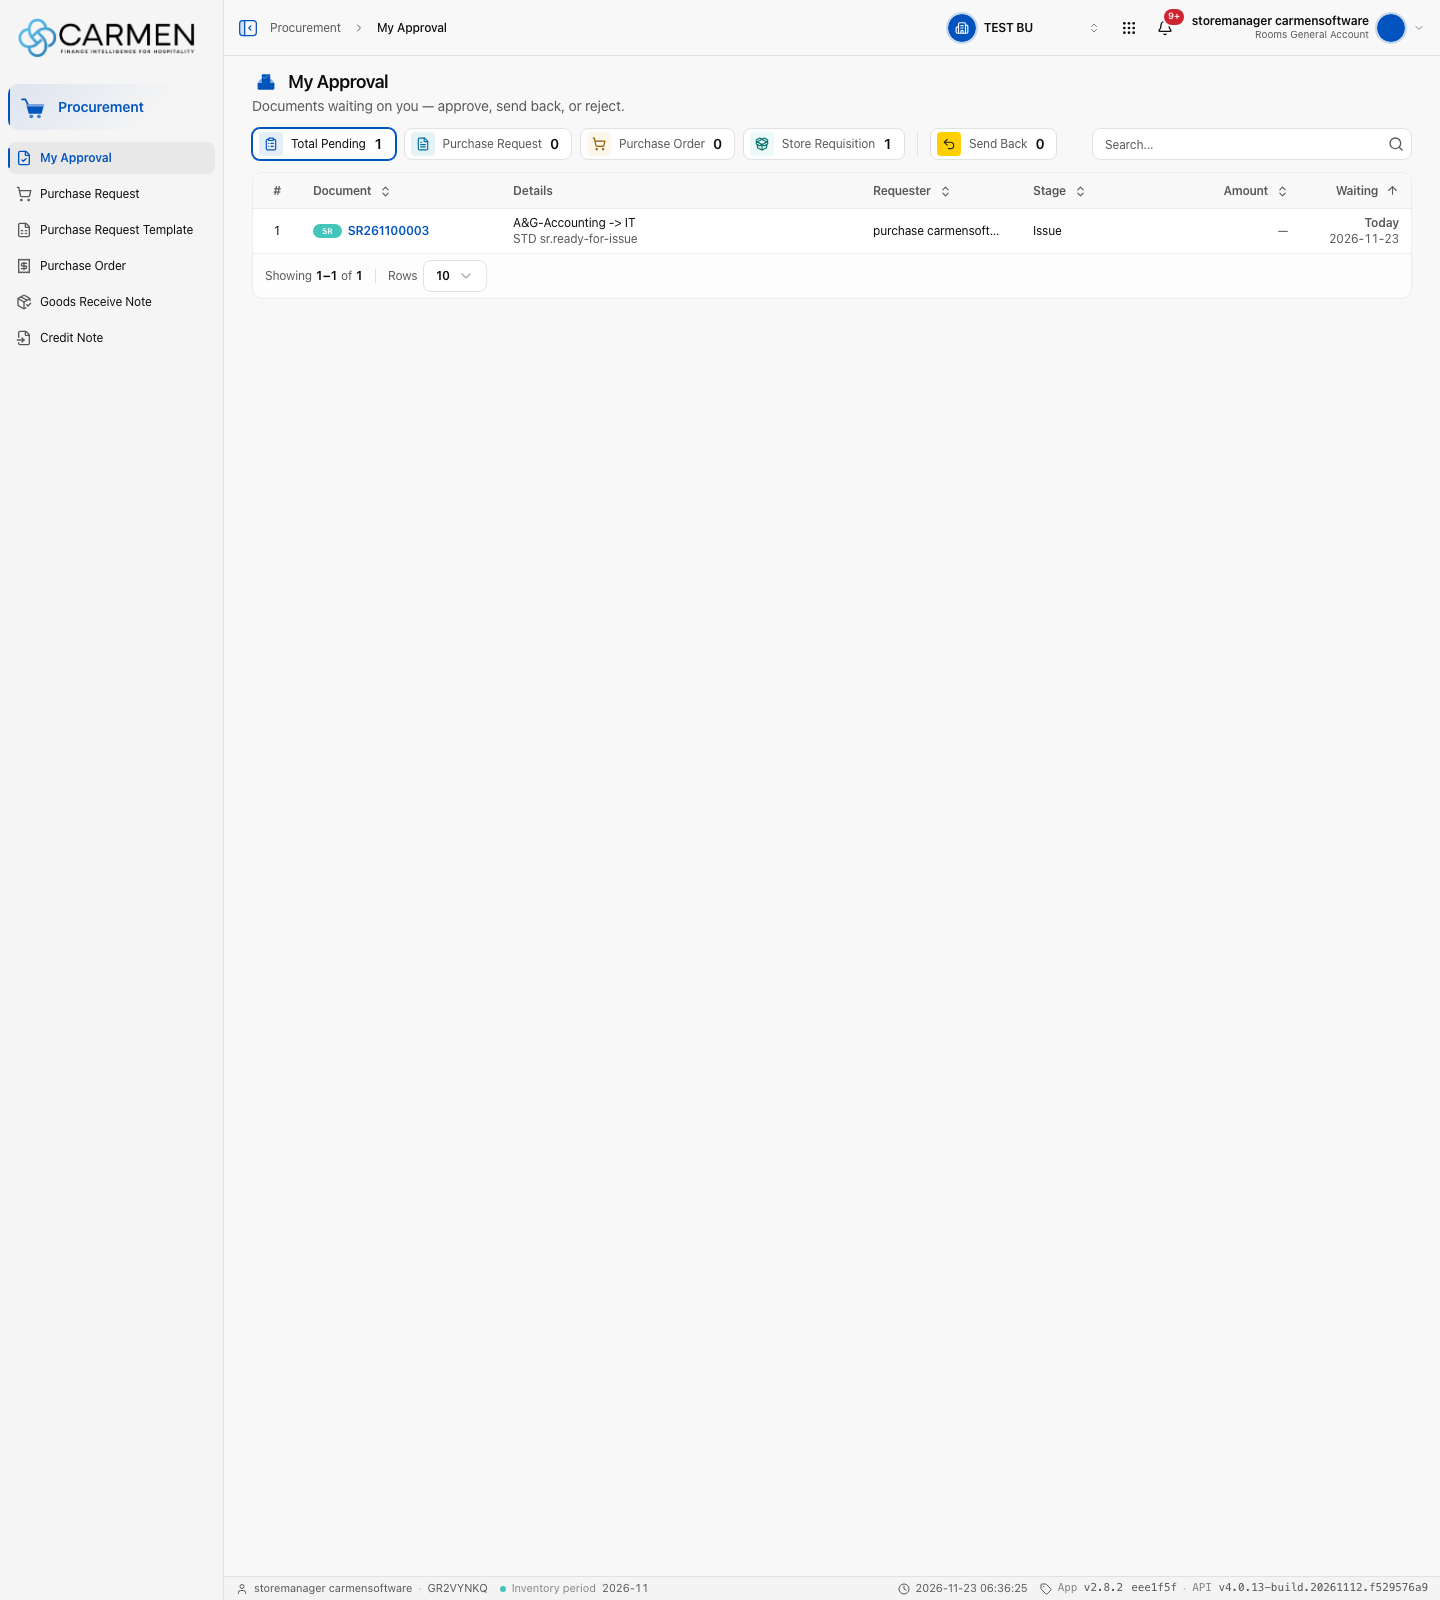 CARMEN
FINANCE INTELLIGENCE FOR HOSPITALITY
Procurement
My Approval
Purchase Request
Purchase Request Template
Purchase Order
Goods Receive Note
Credit Note
Procurement > My Approval
TEST BU
9+
storemanager carmensoftware
Rooms General Account
My Approval
Documents waiting on you — approve, send back, or reject.
Total Pending 1
Purchase Request 0
Purchase Order 0
Store Requisition 1
Send Back 0
Search...
# Document Details Requester Stage Amount Waiting
1 SR SR261100003 A&G-Accounting -> IT purchase carmensoft... Issue — Today
STD sr.ready-for-issue 2026-11-23
Showing 1–1 of 1 Rows 10
storemanager carmensoftware · GR2VYNKQ Inventory period 2026-11 2026-11-23 06:36:25 App v2.8.2 eee1f5f · API v4.0.13-build.20261112.f529576a9